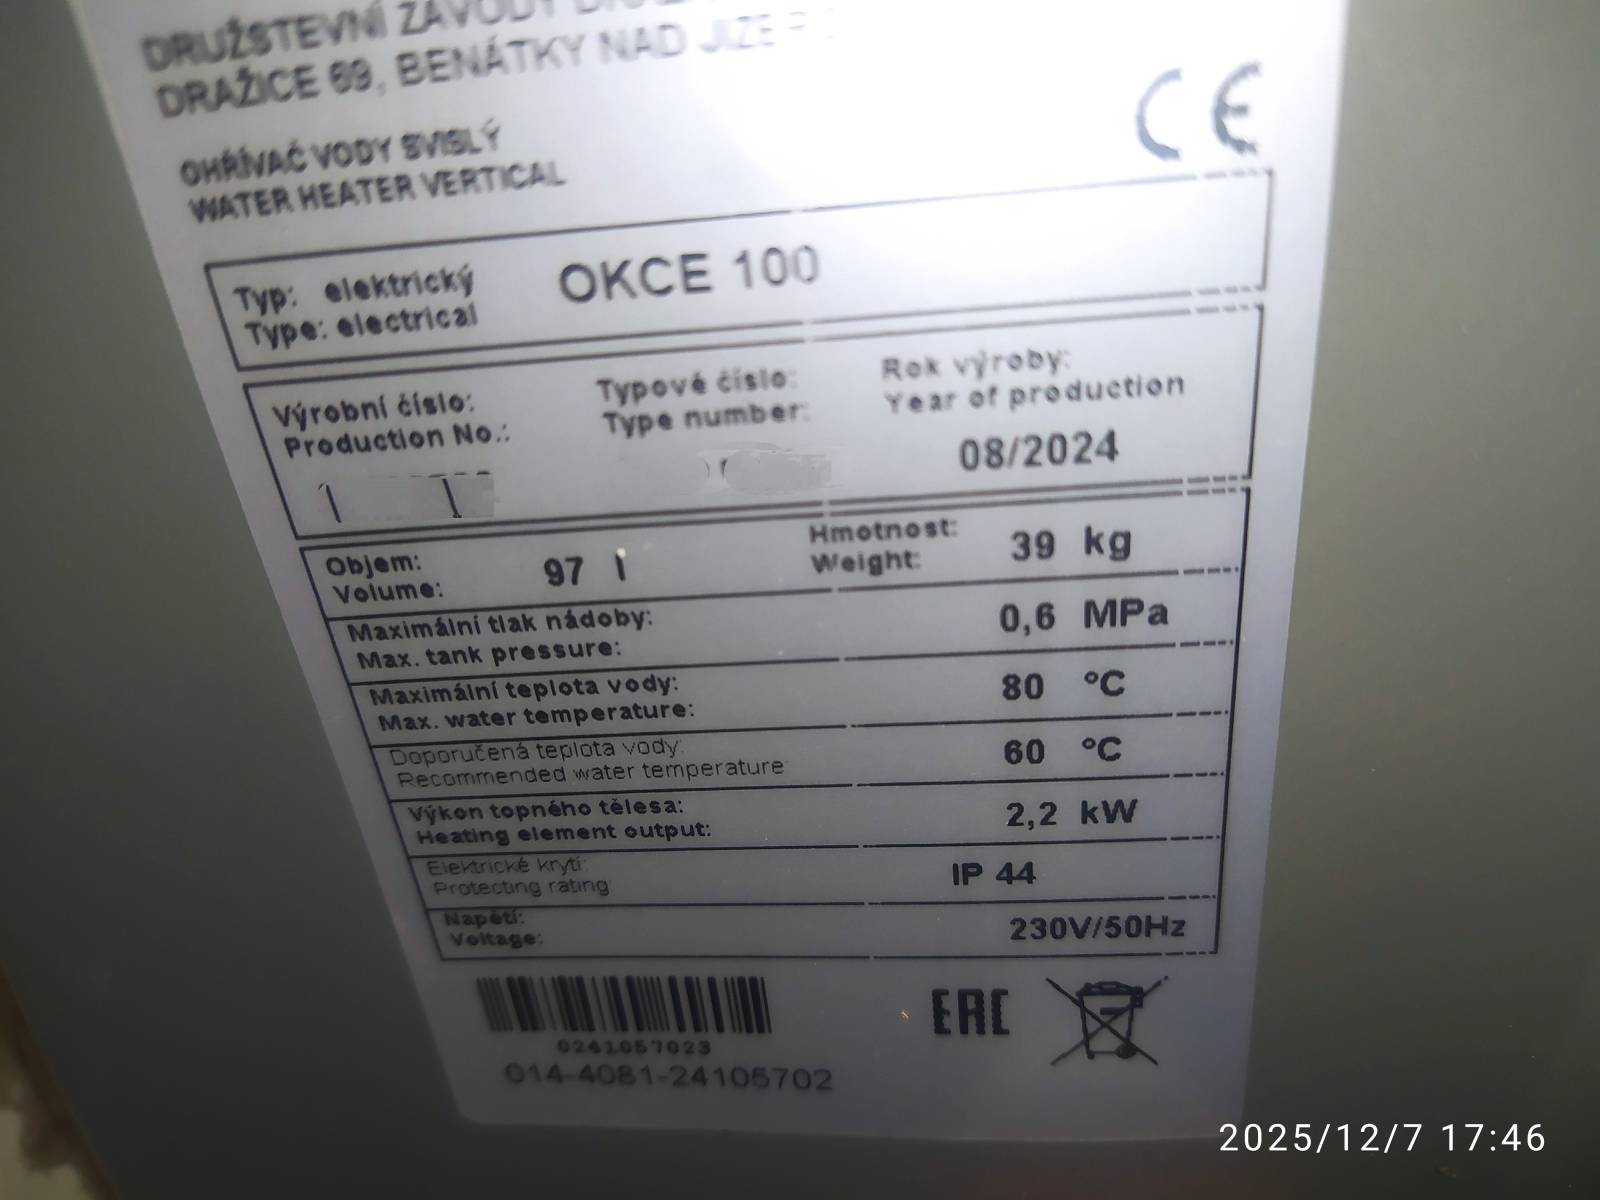 DRUŽSTEVNÍ ZÁVODY
DRAŽICE 69, BENÁTKY NAD JIZE
CE
OHŘÍVAČ VODY SVISLÝ
WATER HEATER VERTICAL
Typ: elektrický
Type: electrical
OKCE 100
Výrobní číslo:
Production No.:
Typové číslo:
Type number:
Rok výroby:
Year of production
08/2024
Objem:
Volume:
97 l
Hmotnost:
Weight:
39 kg
Maximální tlak nádoby:
Max. tank pressure:
0,6 MPa
Maximální teplota vody:
Max. water temperature:
80 °C
Doporučená teplota vody:
Recommended water temperature
60 °C
Výkon topného tělesa:
Heating element output:
2,2 kW
Elektrické krytí:
Protecting rating
IP 44
Napětí:
Voltage:
230V/50Hz
0241057023
014-4081-24105702
EAC
2025/12/7 17:46